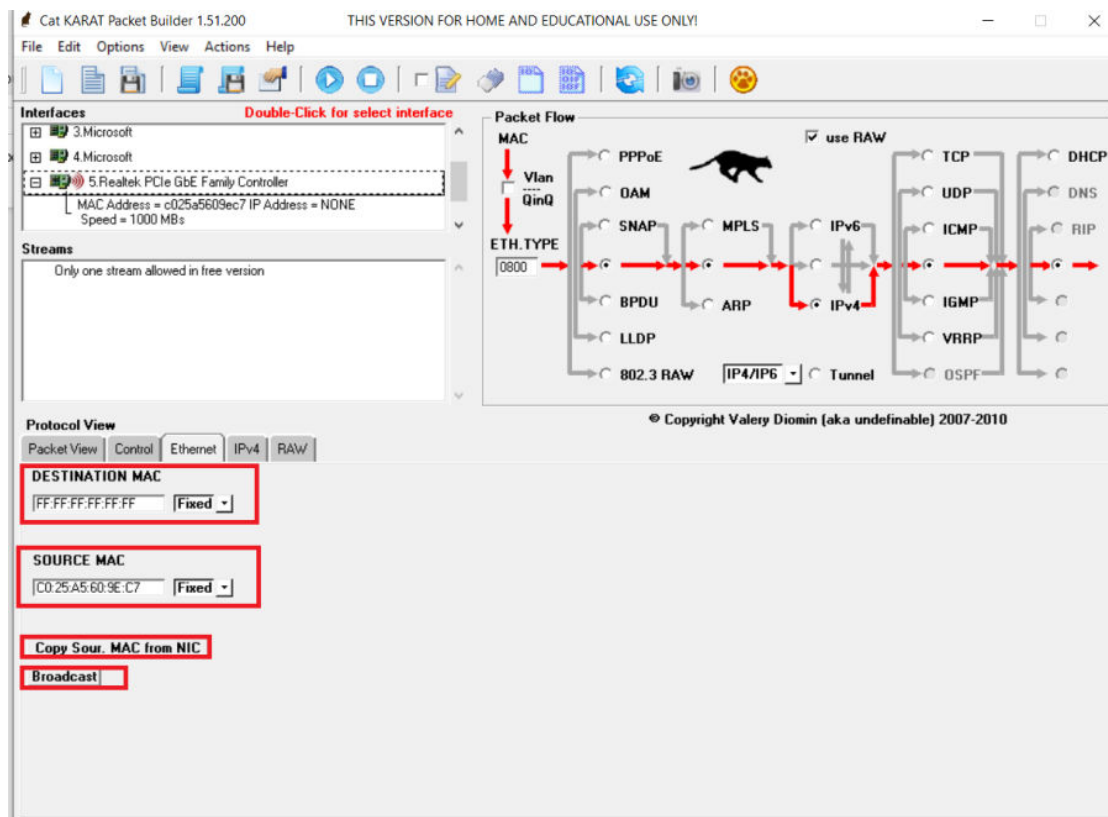 Cat KARAT Packet Builder 1.51.200 THIS VERSION FOR HOME AND EDUCATIONAL USE ONLY!
File Edit Options View Actions Help
Interfaces Double-Click for select interface
3.Microsoft
4.Microsoft
5.Realtek PCIe GbE Family Controller
MAC Address = c025a5609ec7 IP Address = NONE
Speed = 1000 MBs
Streams
Only one stream allowed in free version
Packet Flow
MAC
use RAW
Vlan
QinQ
ETH.TYPE
0800
PPPoE
OAM
SNAP
BPDU
LLDP
802.3 RAW
MPLS
ARP
IPv6
IPv4
IP4/IP6
Tunnel
TCP
UDP
ICMP
IGMP
VRRP
OSPF
DHCP
DNS
RIP
© Copyright Valery Diomin (aka undefinable) 2007-2010
Protocol View
Packet View Control Ethernet IPv4 RAW
DESTINATION MAC
FF:FF:FF:FF:FF:FF Fixed
SOURCE MAC
C0:25:A5:60:9E:C7 Fixed
Copy Sour. MAC from NIC
Broadcast